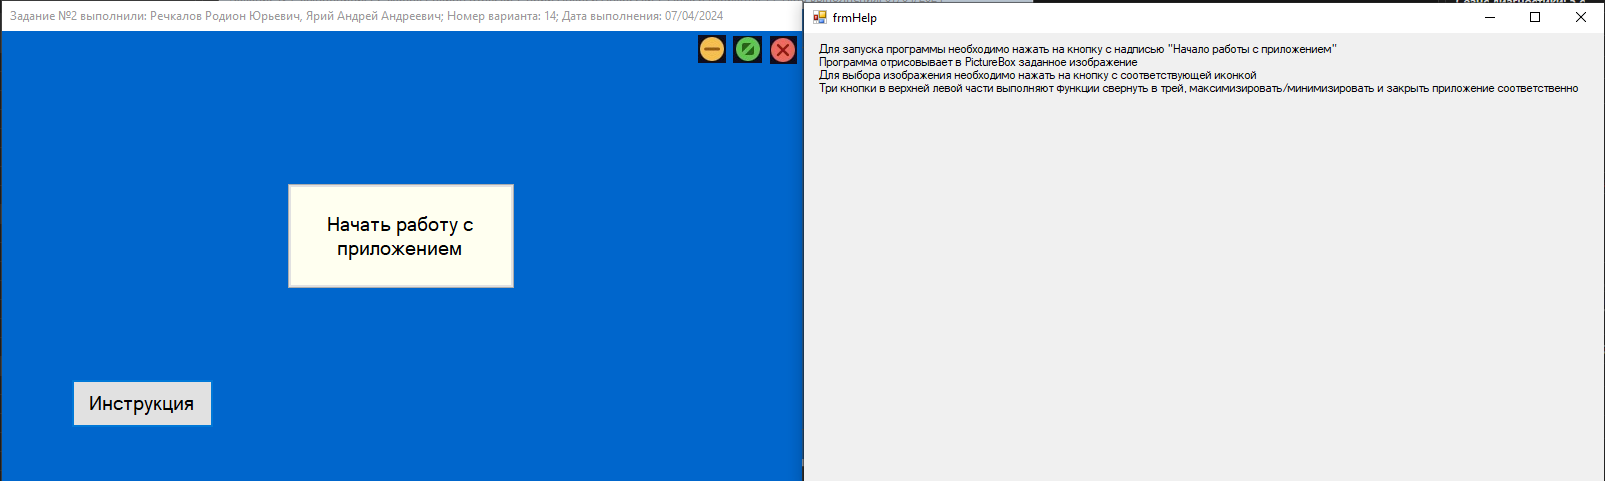 Задание №2 выполнили: Речкалов Родион Юрьевич, Ярий Андрей Андреевич; Номер варианта: 14; Дата выполнения: 07/04/2024
Начать работу с
приложением
Инструкция
frmHelp
Для запуска программы необходимо нажать на кнопку с надписью "Начало работы с приложением"
Программа отрисовывает в PictureBox заданное изображение
Для выбора изображения необходимо нажать на кнопку с соответствующей иконкой
Три кнопки в верхней левой части выполняют функции свернуть в трей, максимизировать/минимизировать и закрыть приложение соответственно